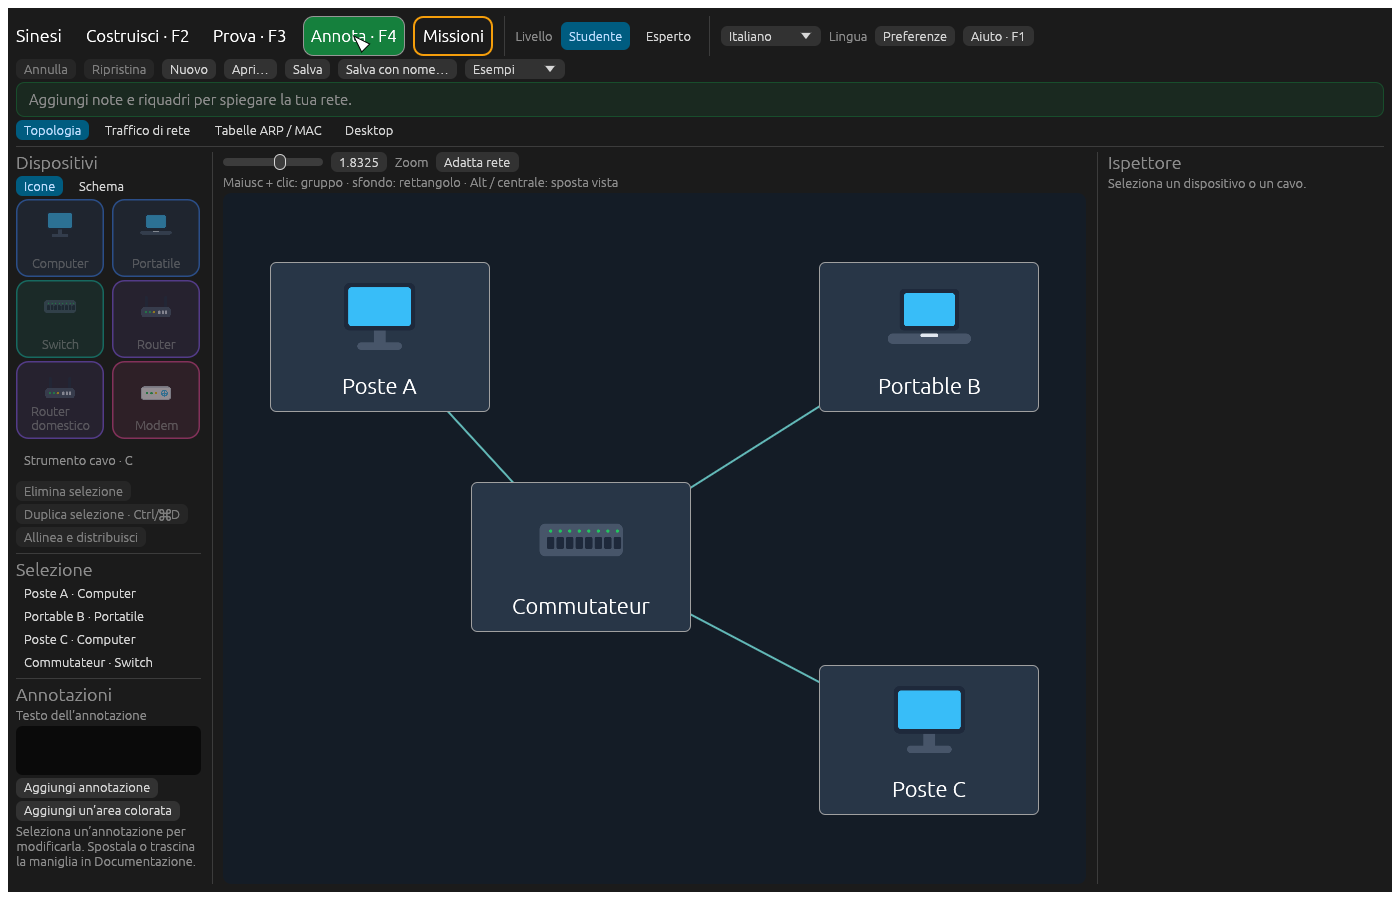 Sinesi Costruisci · F2 Prova · F3 Annota · F4 Missioni Livello Studente Esperto Italiano Lingua Preferenze Aiuto · F1
Annulla Ripristina Nuovo Apri... Salva Salva con nome... Esempi
Aggiungi note e riquadri per spiegare la tua rete.
Topologia Traffico di rete Tabelle ARP / MAC Desktop
Dispositivi
Icone Schema
Computer Portatile
Switch Router
Router domestico Modem
Strumento cavo · C
Elimina selezione
Duplica selezione · Ctrl/⌘D
Allinea e distribuisci
Selezione
Poste A · Computer
Portable B · Portatile
Poste C · Computer
Commutateur · Switch
Annotazioni
Testo dell’annotazione
Aggiungi annotazione
Aggiungi un’area colorata
Seleziona un’annotazione per
modificarla. Spostala o trascina
la maniglia in Documentazione.
1.8325 Zoom Adatta rete
Maiusc + clic: gruppo · sfondo: rettangolo · Alt / centrale: sposta vista
Poste A
Portable B
Commutateur
Poste C
Ispettore
Seleziona un dispositivo o un cavo.